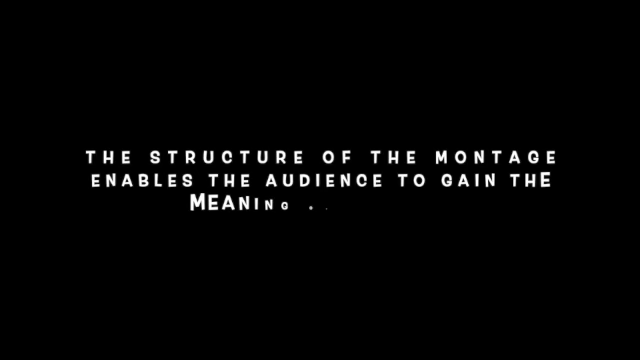 THE STRUCTURE OF THE MONTAGE
ENABLES THE AUDIENCE TO GAIN THE
MEANING